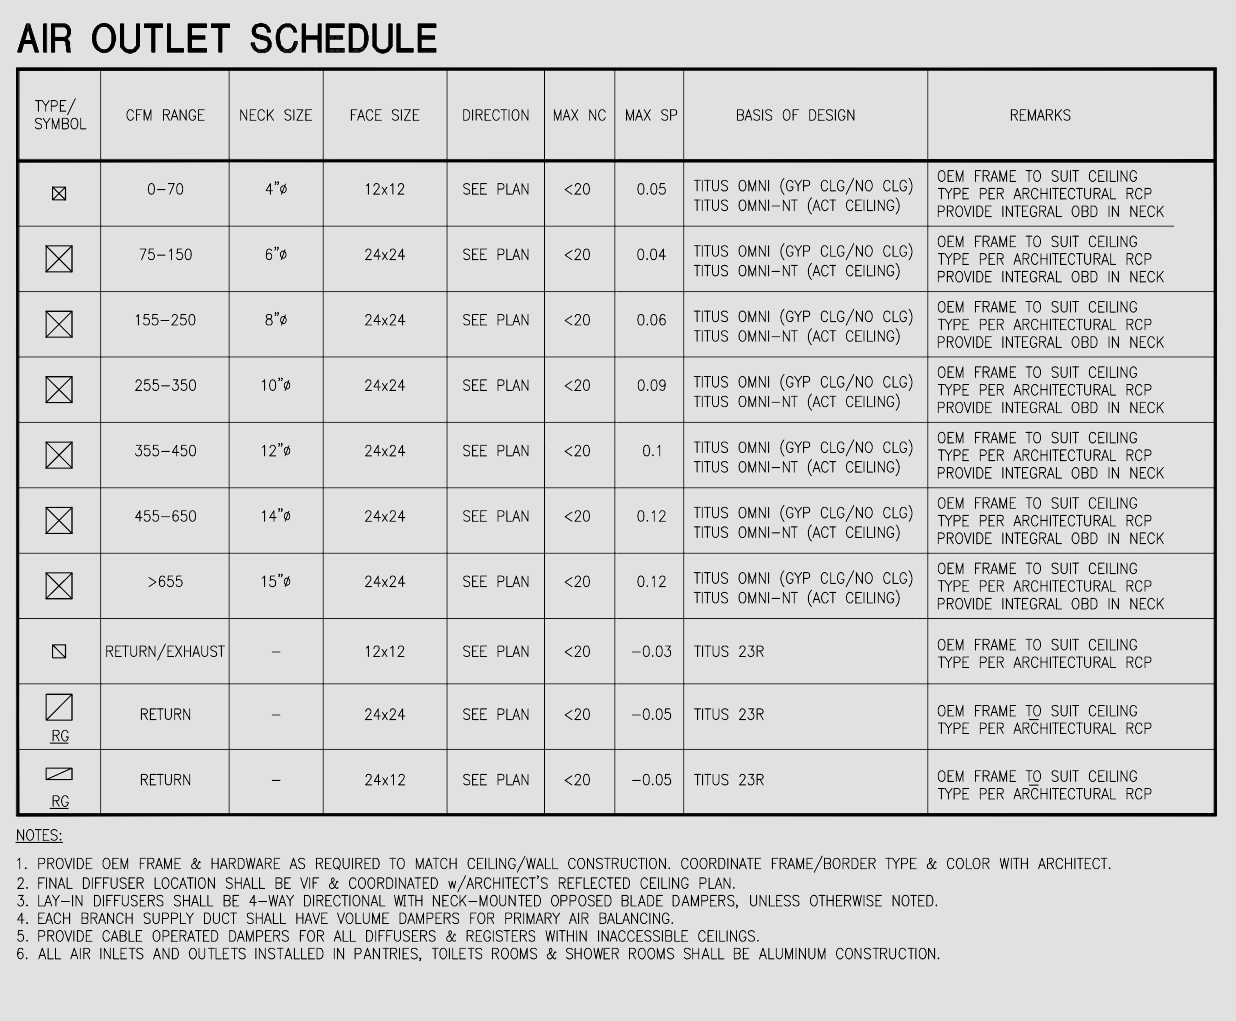 AIR OUTLET SCHEDULE
TYPE/
SYMBOL
CFM RANGE
NECK SIZE
FACE SIZE
DIRECTION
MAX NC
MAX SP
BASIS OF DESIGN
REMARKS
0-70
4"ø
12x12
SEE PLAN
<20
0.05
TITUS OMNI (GYP CLG/NO CLG)
TITUS OMNI-NT (ACT CEILING)
OEM FRAME TO SUIT CEILING
TYPE PER ARCHITECTURAL RCP
PROVIDE INTEGRAL OBD IN NECK
75-150
6"ø
24x24
SEE PLAN
<20
0.04
TITUS OMNI (GYP CLG/NO CLG)
TITUS OMNI-NT (ACT CEILING)
OEM FRAME TO SUIT CEILING
TYPE PER ARCHITECTURAL RCP
PROVIDE INTEGRAL OBD IN NECK
155-250
8"ø
24x24
SEE PLAN
<20
0.06
TITUS OMNI (GYP CLG/NO CLG)
TITUS OMNI-NT (ACT CEILING)
OEM FRAME TO SUIT CEILING
TYPE PER ARCHITECTURAL RCP
PROVIDE INTEGRAL OBD IN NECK
255-350
10"ø
24x24
SEE PLAN
<20
0.09
TITUS OMNI (GYP CLG/NO CLG)
TITUS OMNI-NT (ACT CEILING)
OEM FRAME TO SUIT CEILING
TYPE PER ARCHITECTURAL RCP
PROVIDE INTEGRAL OBD IN NECK
355-450
12"ø
24x24
SEE PLAN
<20
0.1
TITUS OMNI (GYP CLG/NO CLG)
TITUS OMNI-NT (ACT CEILING)
OEM FRAME TO SUIT CEILING
TYPE PER ARCHITECTURAL RCP
PROVIDE INTEGRAL OBD IN NECK
455-650
14"ø
24x24
SEE PLAN
<20
0.12
TITUS OMNI (GYP CLG/NO CLG)
TITUS OMNI-NT (ACT CEILING)
OEM FRAME TO SUIT CEILING
TYPE PER ARCHITECTURAL RCP
PROVIDE INTEGRAL OBD IN NECK
>655
15"ø
24x24
SEE PLAN
<20
0.12
TITUS OMNI (GYP CLG/NO CLG)
TITUS OMNI-NT (ACT CEILING)
OEM FRAME TO SUIT CEILING
TYPE PER ARCHITECTURAL RCP
PROVIDE INTEGRAL OBD IN NECK
RETURN/EXHAUST
-
12x12
SEE PLAN
<20
-0.03
TITUS 23R
OEM FRAME TO SUIT CEILING
TYPE PER ARCHITECTURAL RCP
RG
RETURN
-
24x24
SEE PLAN
<20
-0.05
TITUS 23R
OEM FRAME TO SUIT CEILING
TYPE PER ARCHITECTURAL RCP
RG
RETURN
-
24x12
SEE PLAN
<20
-0.05
TITUS 23R
OEM FRAME TO SUIT CEILING
TYPE PER ARCHITECTURAL RCP
NOTES:
1. PROVIDE OEM FRAME & HARDWARE AS REQUIRED TO MATCH CEILING/WALL CONSTRUCTION. COORDINATE FRAME/BORDER TYPE & COLOR WITH ARCHITECT.
2. FINAL DIFFUSER LOCATION SHALL BE VIF & COORDINATED w/ARCHITECT'S REFLECTED CEILING PLAN.
3. LAY-IN DIFFUSERS SHALL BE 4-WAY DIRECTIONAL WITH NECK-MOUNTED OPPOSED BLADE DAMPERS, UNLESS OTHERWISE NOTED.
4. EACH BRANCH SUPPLY DUCT SHALL HAVE VOLUME DAMPERS FOR PRIMARY AIR BALANCING.
5. PROVIDE CABLE OPERATED DAMPERS FOR ALL DIFFUSERS & REGISTERS WITHIN INACCESSIBLE CEILINGS.
6. ALL AIR INLETS AND OUTLETS INSTALLED IN PANTRIES, TOILETS ROOMS & SHOWER ROOMS SHALL BE ALUMINUM CONSTRUCTION.